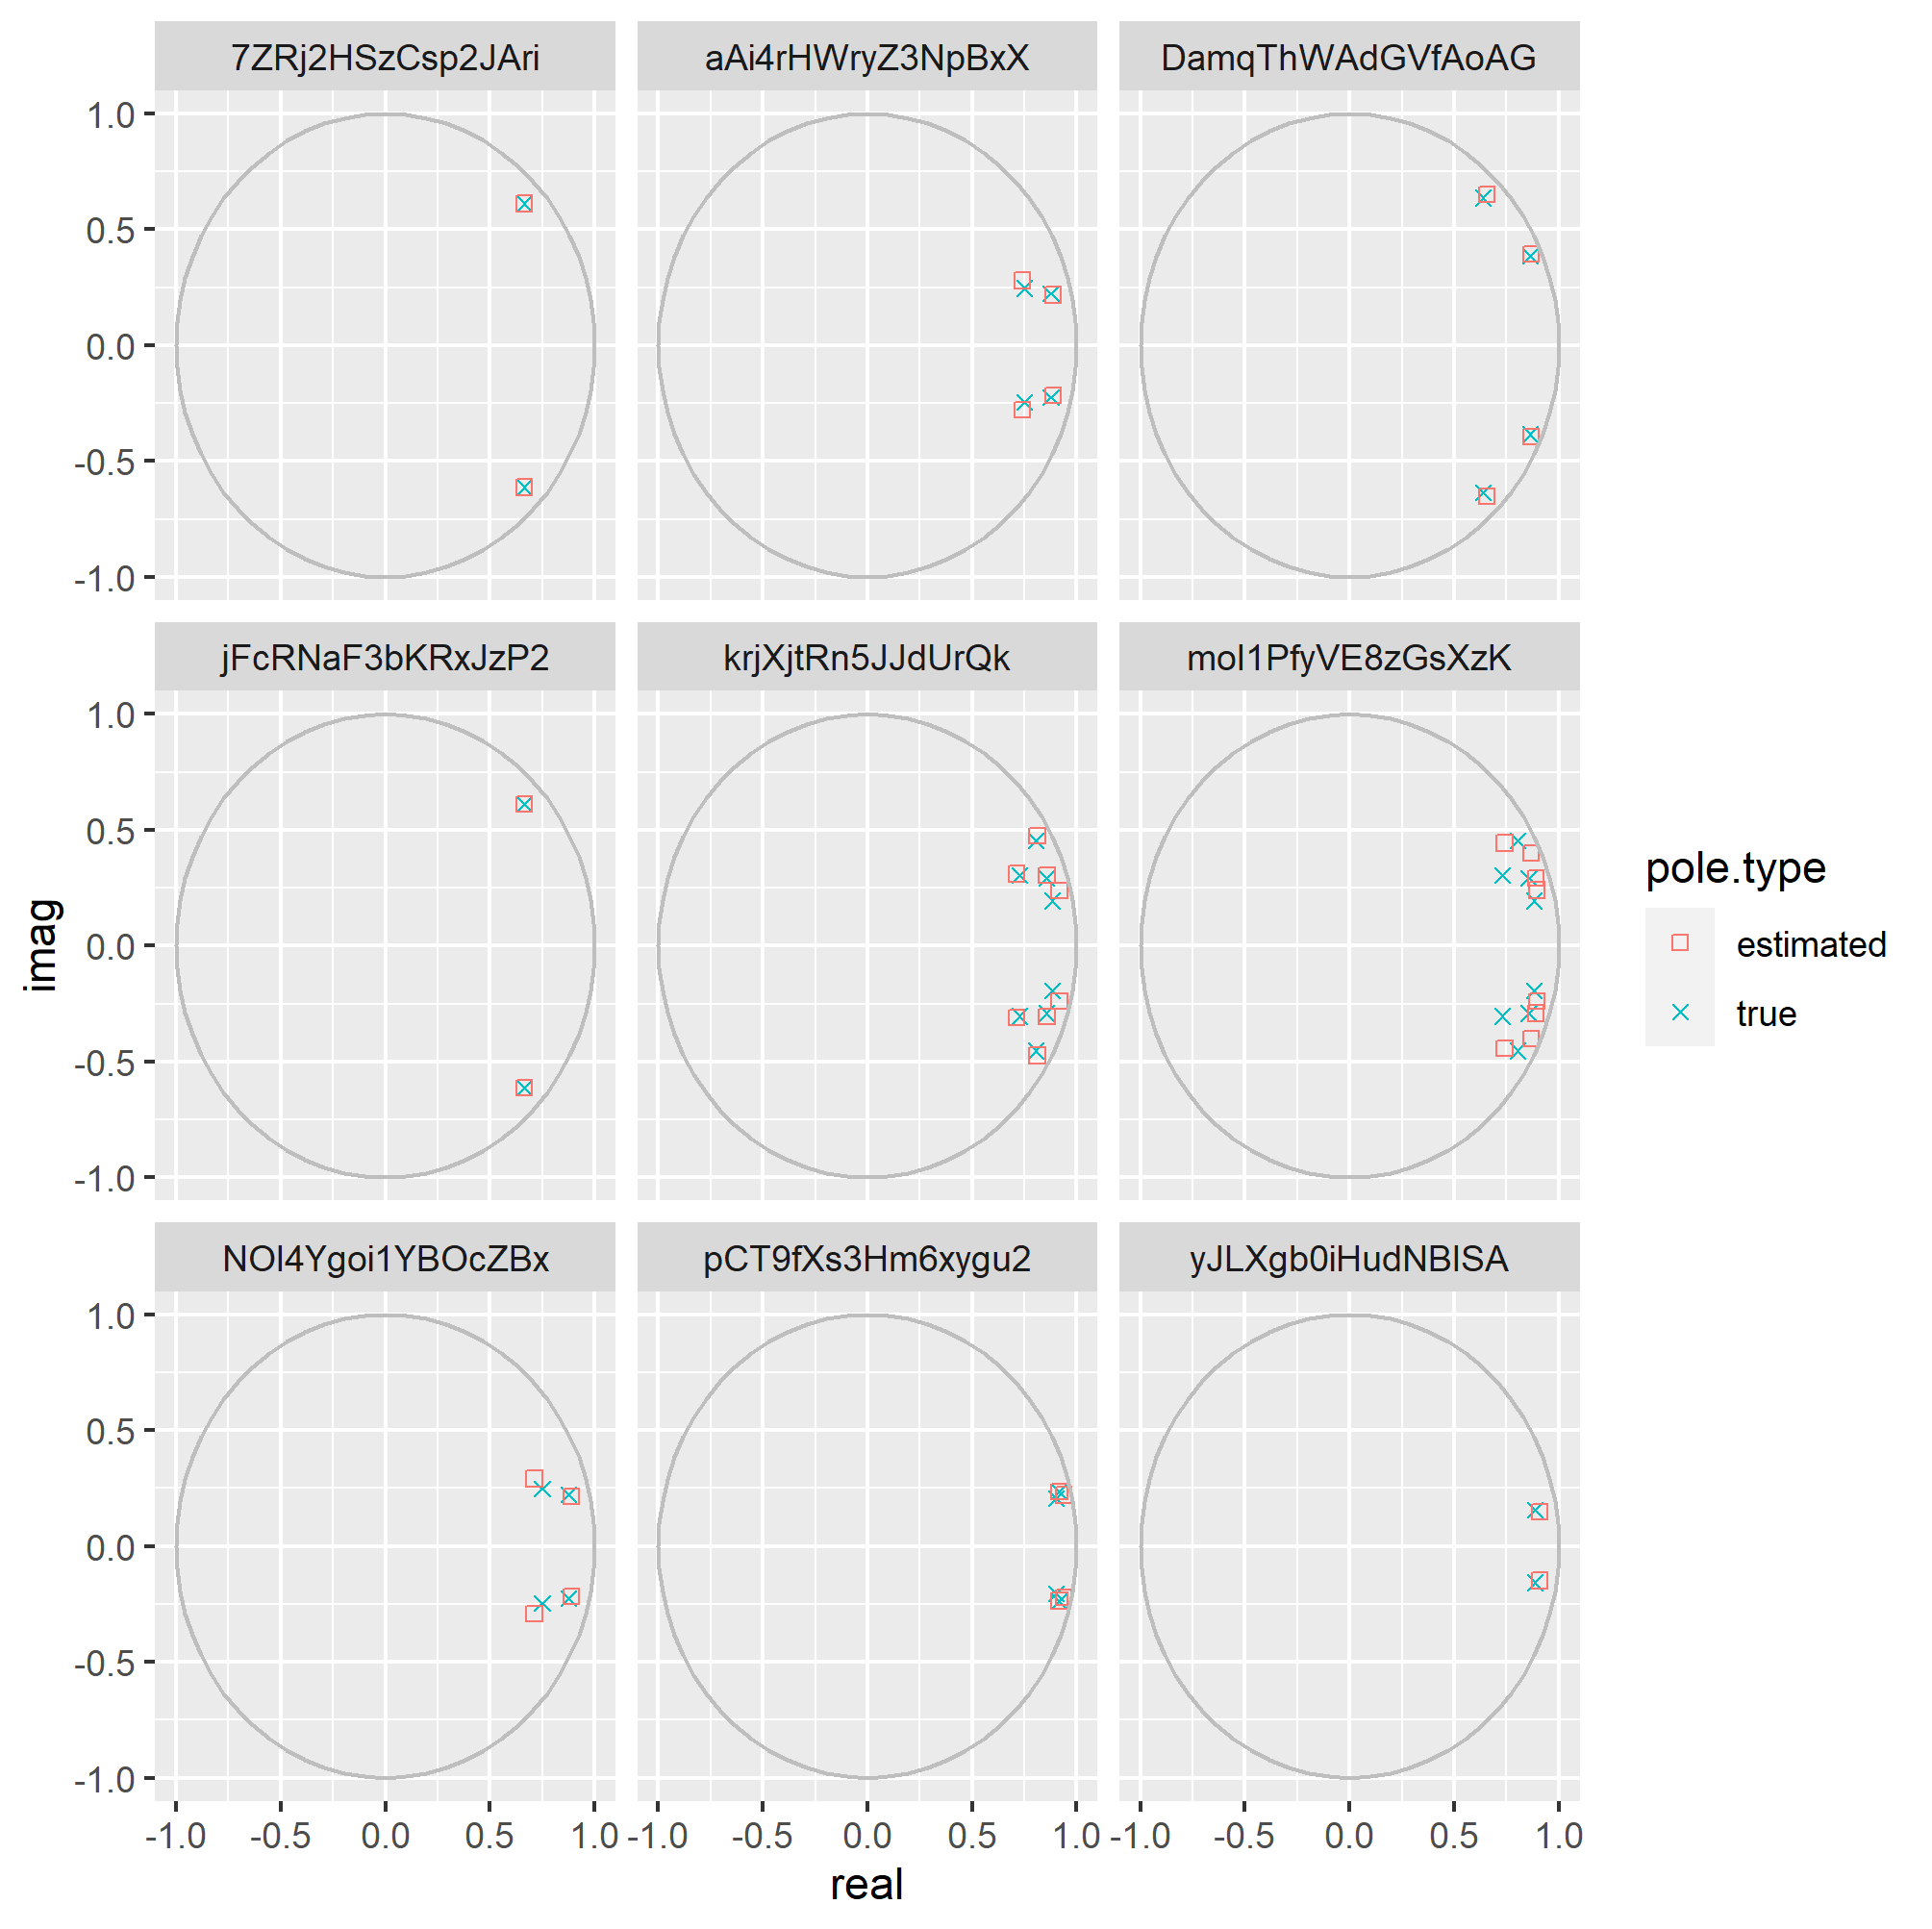 7ZRj2HSzCsp2JAri aAi4rHWryZ3NpBxX DamqThWAdGVfAoAG
1.0
0.5
0.0
-0.5
-1.0
jFcRNaF3bKRxJzP2 krjXjtRn5JJdUrQk mol1PfyVE8zGsXzK
1.0
0.5
0.0
-0.5
-1.0
NOI4Ygoi1YBOcZBx pCT9fXs3Hm6xygu2 yJLXgb0iHudNBISA
1.0
0.5
0.0
-0.5
-1.0
-1.0 -0.5 0.0 0.5 1.0 -1.0 -0.5 0.0 0.5 1.0 -1.0 -0.5 0.0 0.5 1.0
real
imag
pole.type
estimated
true